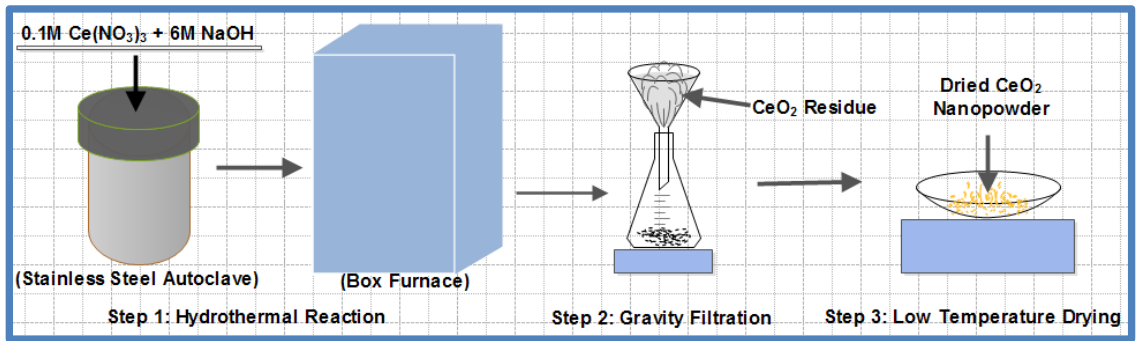 0.1M Ce(NO₃)₃ + 6M NaOH
(Stainless Steel Autoclave)
(Box Furnace)
Step 1: Hydrothermal Reaction
CeO₂ Residue
Step 2: Gravity Filtration
Dried CeO₂
Nanopowder
Step 3: Low Temperature Drying